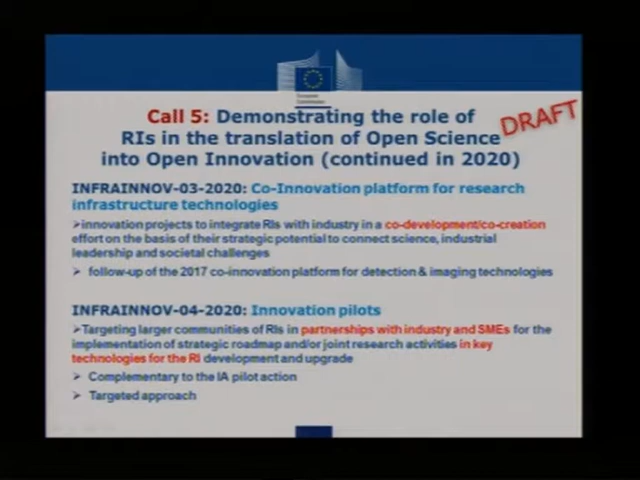 European
Commission
Call 5: Demonstrating the role of
RIs in the translation of Open Science
into Open Innovation (continued in 2020)
DRAFT
INFRAINNOV-03-2020: Co-Innovation platform for research
infrastructure technologies
➢innovation projects to integrate RIs with industry in a co-development/co-creation
effort on the basis of their strategic potential to connect science, industrial
leadership and societal challenges
➢ follow-up of the 2017 co-innovation platform for detection & imaging technologies
INFRAINNOV-04-2020: Innovation pilots
➢Targeting larger communities of RIs in partnerships with industry and SMEs for the
implementation of strategic roadmap and/or joint research activities in key
technologies for the RI development and upgrade
➢ Complementary to the IA pilot action
➢ Targeted approach